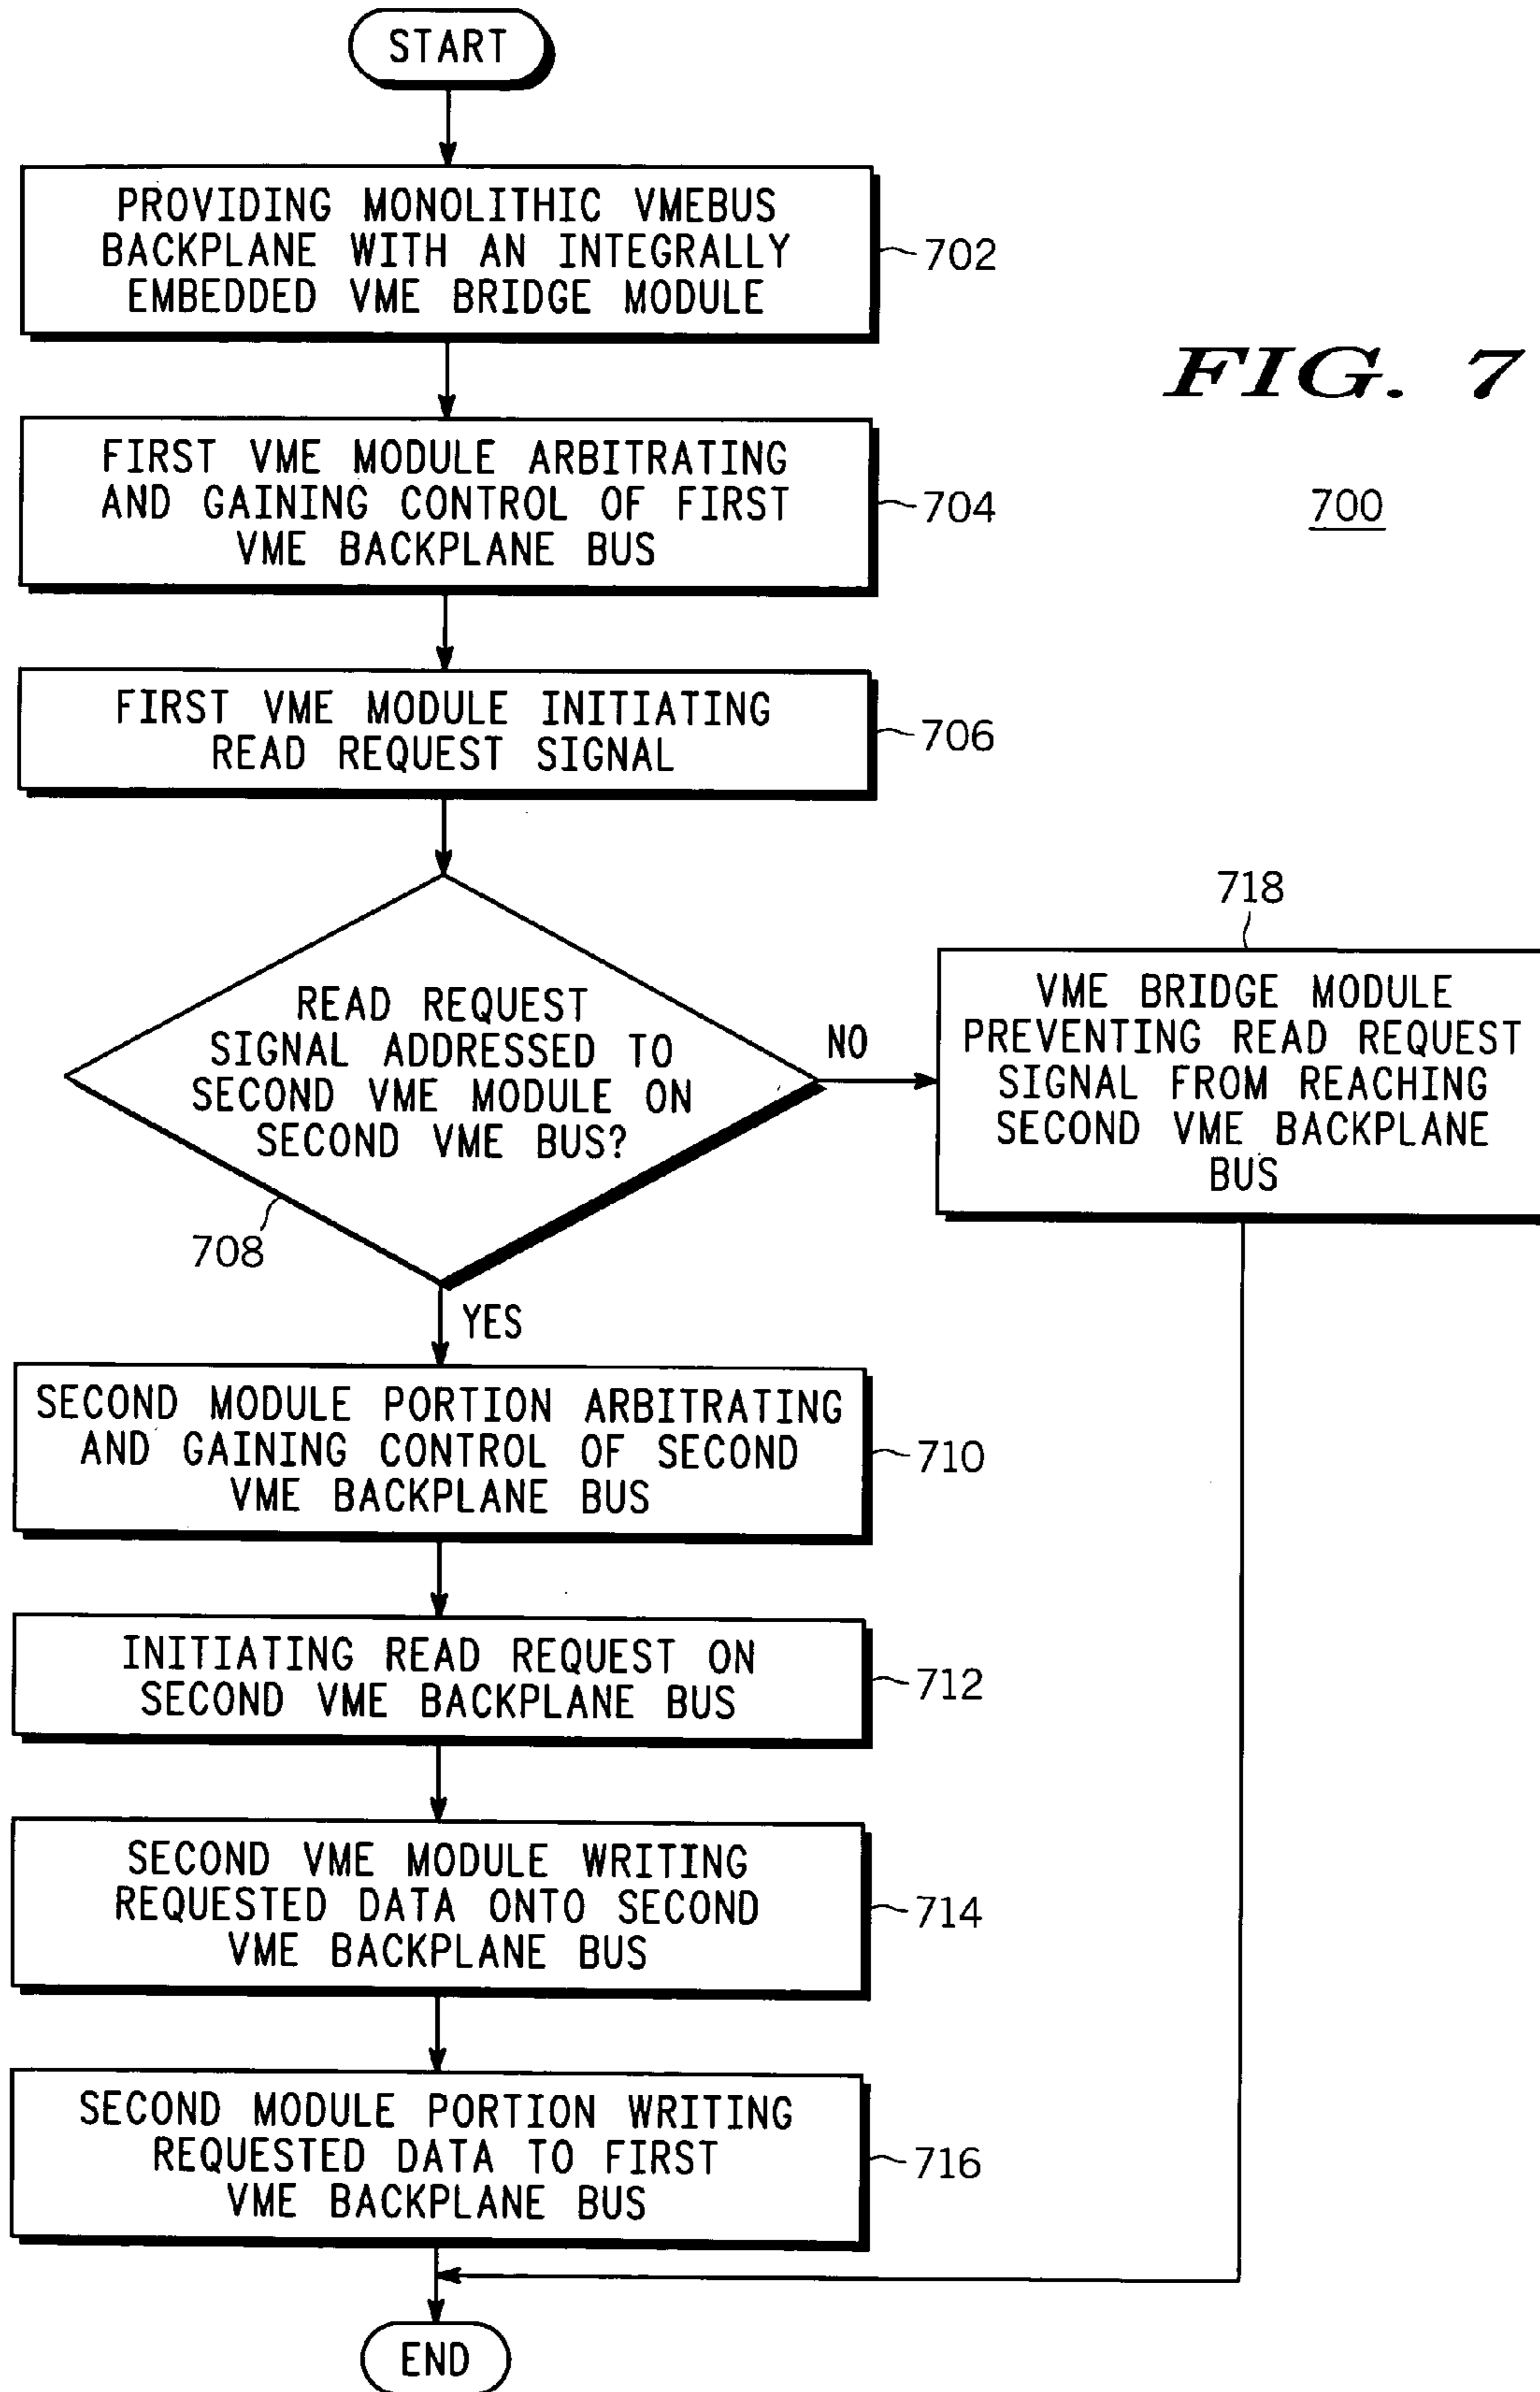 START
PROVIDING MONOLITHIC VMEBUS
BACKPLANE WITH AN INTEGRALLY
EMBEDDED VME BRIDGE MODULE
702
FIG. 7
700
FIRST VME MODULE ARBITRATING
AND GAINING CONTROL OF FIRST
VME BACKPLANE BUS
704
FIRST VME MODULE INITIATING
READ REQUEST SIGNAL
706
READ REQUEST
SIGNAL ADDRESSED TO
SECOND VME MODULE ON
SECOND VME BUS?
708
NO
718
VME BRIDGE MODULE
PREVENTING READ REQUEST
SIGNAL FROM REACHING
SECOND VME BACKPLANE
BUS
YES
SECOND MODULE PORTION ARBITRATING
AND GAINING CONTROL OF SECOND
VME BACKPLANE BUS
710
INITIATING READ REQUEST ON
SECOND VME BACKPLANE BUS
712
SECOND VME MODULE WRITING
REQUESTED DATA ONTO SECOND
VME BACKPLANE BUS
714
SECOND MODULE PORTION WRITING
REQUESTED DATA TO FIRST
VME BACKPLANE BUS
716
END